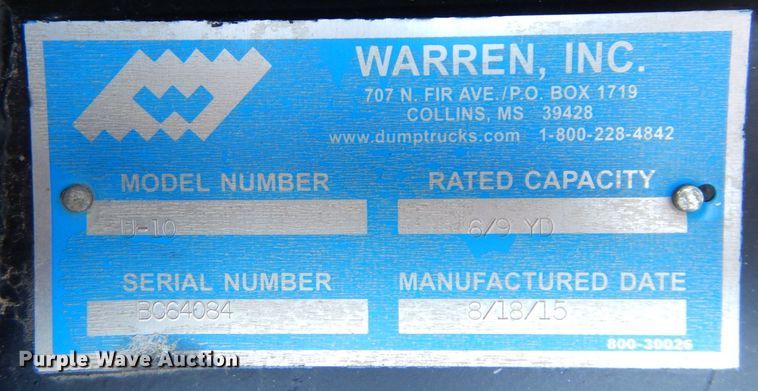 WARREN, INC.
707 N. FIR AVE./P.O. BOX 1719
COLLINS, MS 39428
www.dumptrucks.com 1-800-228-4842
MODEL NUMBER
U-10
RATED CAPACITY
6/9 YD
SERIAL NUMBER
BC64084
MANUFACTURED DATE
8/18/15
800-30026
Purple Wave Auction